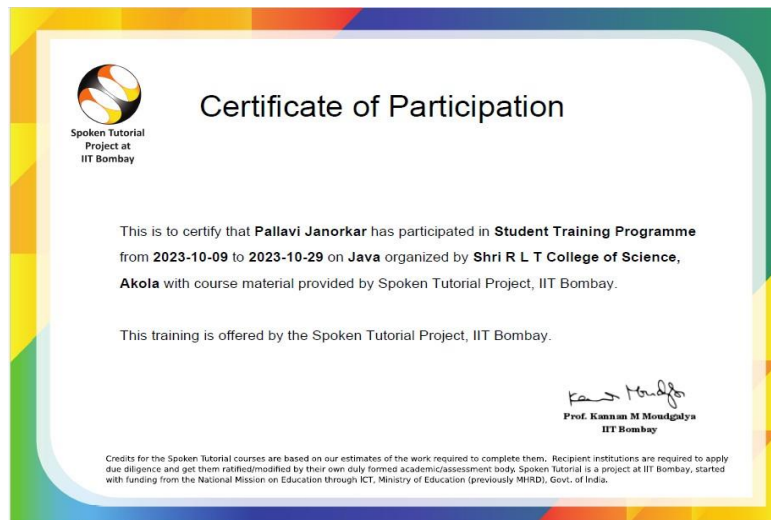 Spoken Tutorial
Project at
IIT Bombay
Certificate of Participation
This is to certify that Pallavi Janorkar has participated in Student Training Programme
from 2023-10-09 to 2023-10-29 on Java organized by Shri R L T College of Science,
Akola with course material provided by Spoken Tutorial Project, IIT Bombay.
This training is offered by the Spoken Tutorial Project, IIT Bombay.
Prof. Kannan M Moudgalya
IIT Bombay
Credits for the Spoken Tutorial courses are based on our estimates of the work required to complete them. Recipient institutions are required to apply
due diligence and get them ratified/modified by their own duly formed academic/assessment body. Spoken Tutorial is a project at IIT Bombay, started
with funding from the National Mission on Education through ICT, Ministry of Education (previously MHRD), Govt. of India.